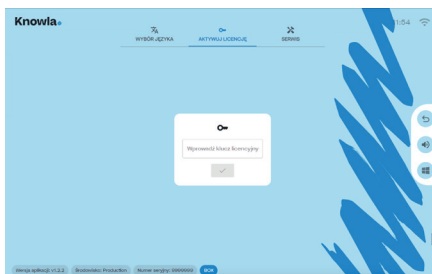 Knowla
11:54
WYBÓR JĘZYKA
AKTYWUJ LICENCJĘ
SERWIS
Wprowadź klucz licencyjny
Wersja aplikacji: v1.2.2
Środowisko: Production
Numer seryjny: 0000000